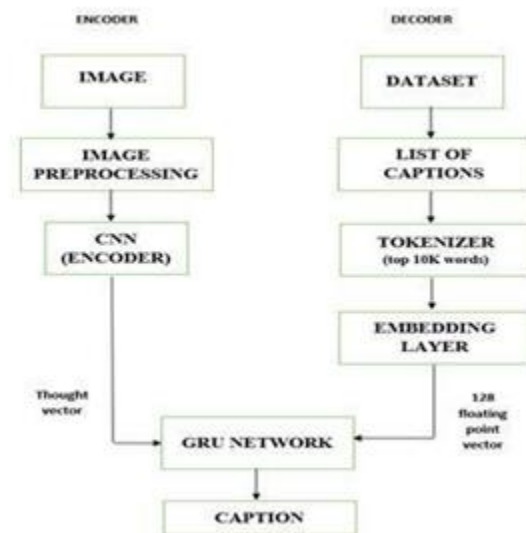 ENCODER
DECODER
IMAGE
DATASET
IMAGE
PREPROCESSING
LIST OF
CAPTIONS
CNN
(ENCODER)
TOKENIZER
(top 10K words)
EMBEDDING
LAYER
Thought
vector
128
floating
point
vector
GRU NETWORK
CAPTION